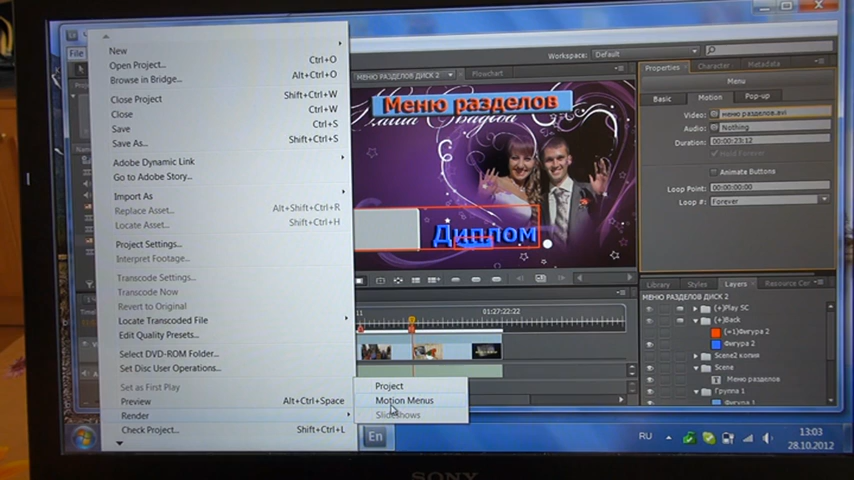 File
New
Open Project... Ctrl+O
Browse in Bridge... Alt+Ctrl+O
Close Project Shift+Ctrl+W
Close Ctrl+W
Save Ctrl+S
Save As... Shift+Ctrl+S
Adobe Dynamic Link
Go to Adobe Story...
Import As
Replace Asset... Alt+Shift+Ctrl+R
Locate Asset... Shift+Ctrl+H
Project Settings...
Interpret Footage...
Transcode Settings...
Transcode Now
Revert to Original
Locate Transcoded File
Edit Quality Presets...
Select DVD-ROM Folder...
Set Disc User Operations...
Set as First Play
Preview Alt+Ctrl+Space
Render
Check Project... Shift+Ctrl+L
Project
Motion Menus
Slideshows
Workspace: Default
МЕНЮ РАЗДЕЛОВ ДИСК 2 Flowchart
Меню разделов
Диплом
01:27:22:22
Properties Character Metadata
Menu
Basic Motion Pop-up
Video: меню разделов.avi
Audio: Nothing
Duration: 00:00:23:12
Hold Forever
Animate Buttons
Loop Point: 00:00:00:00
Loop #: Forever
Library Styles Layers Resource Cer
МЕНЮ РАЗДЕЛОВ ДИСК 2
(+)Play SC
(+)Back
(+1)Фигура 2
Фигура 2
Scene2 копия
Scene
Меню разделов
Группа 1
Фигура 1
En
RU
13:03
28.10.2012
SONY